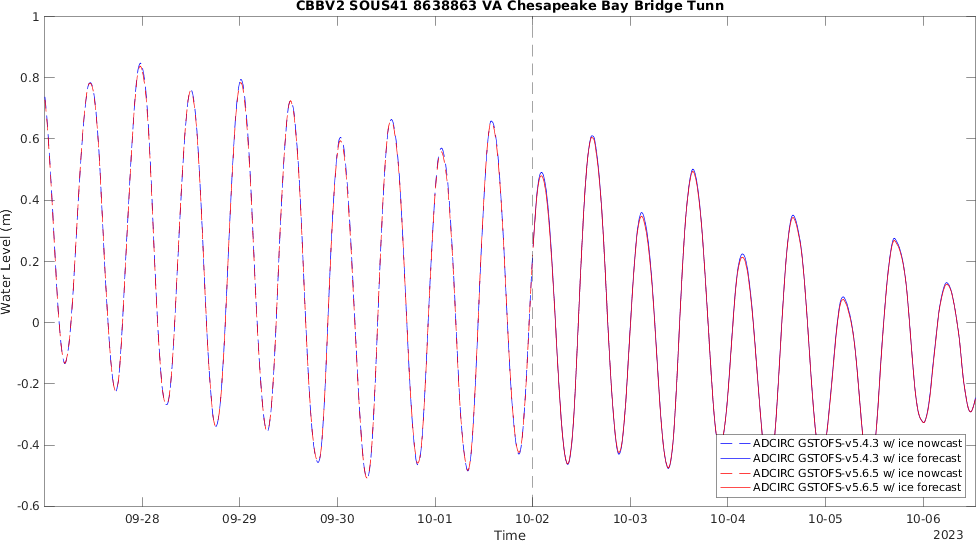 CBBV2 SOUS41 8638863 VA Chesapeake Bay Bridge Tunn
1
0.8
0.6
0.4
0.2
0
-0.2
-0.4
-0.6
Water Level (m)
ADCIRC GSTOFS-v5.4.3 w/ ice nowcast
ADCIRC GSTOFS-v5.4.3 w/ ice forecast
ADCIRC GSTOFS-v5.6.5 w/ ice nowcast
ADCIRC GSTOFS-v5.6.5 w/ ice forecast
09-28 09-29 09-30 10-01 10-02 10-03 10-04 10-05 10-06
Time
2023